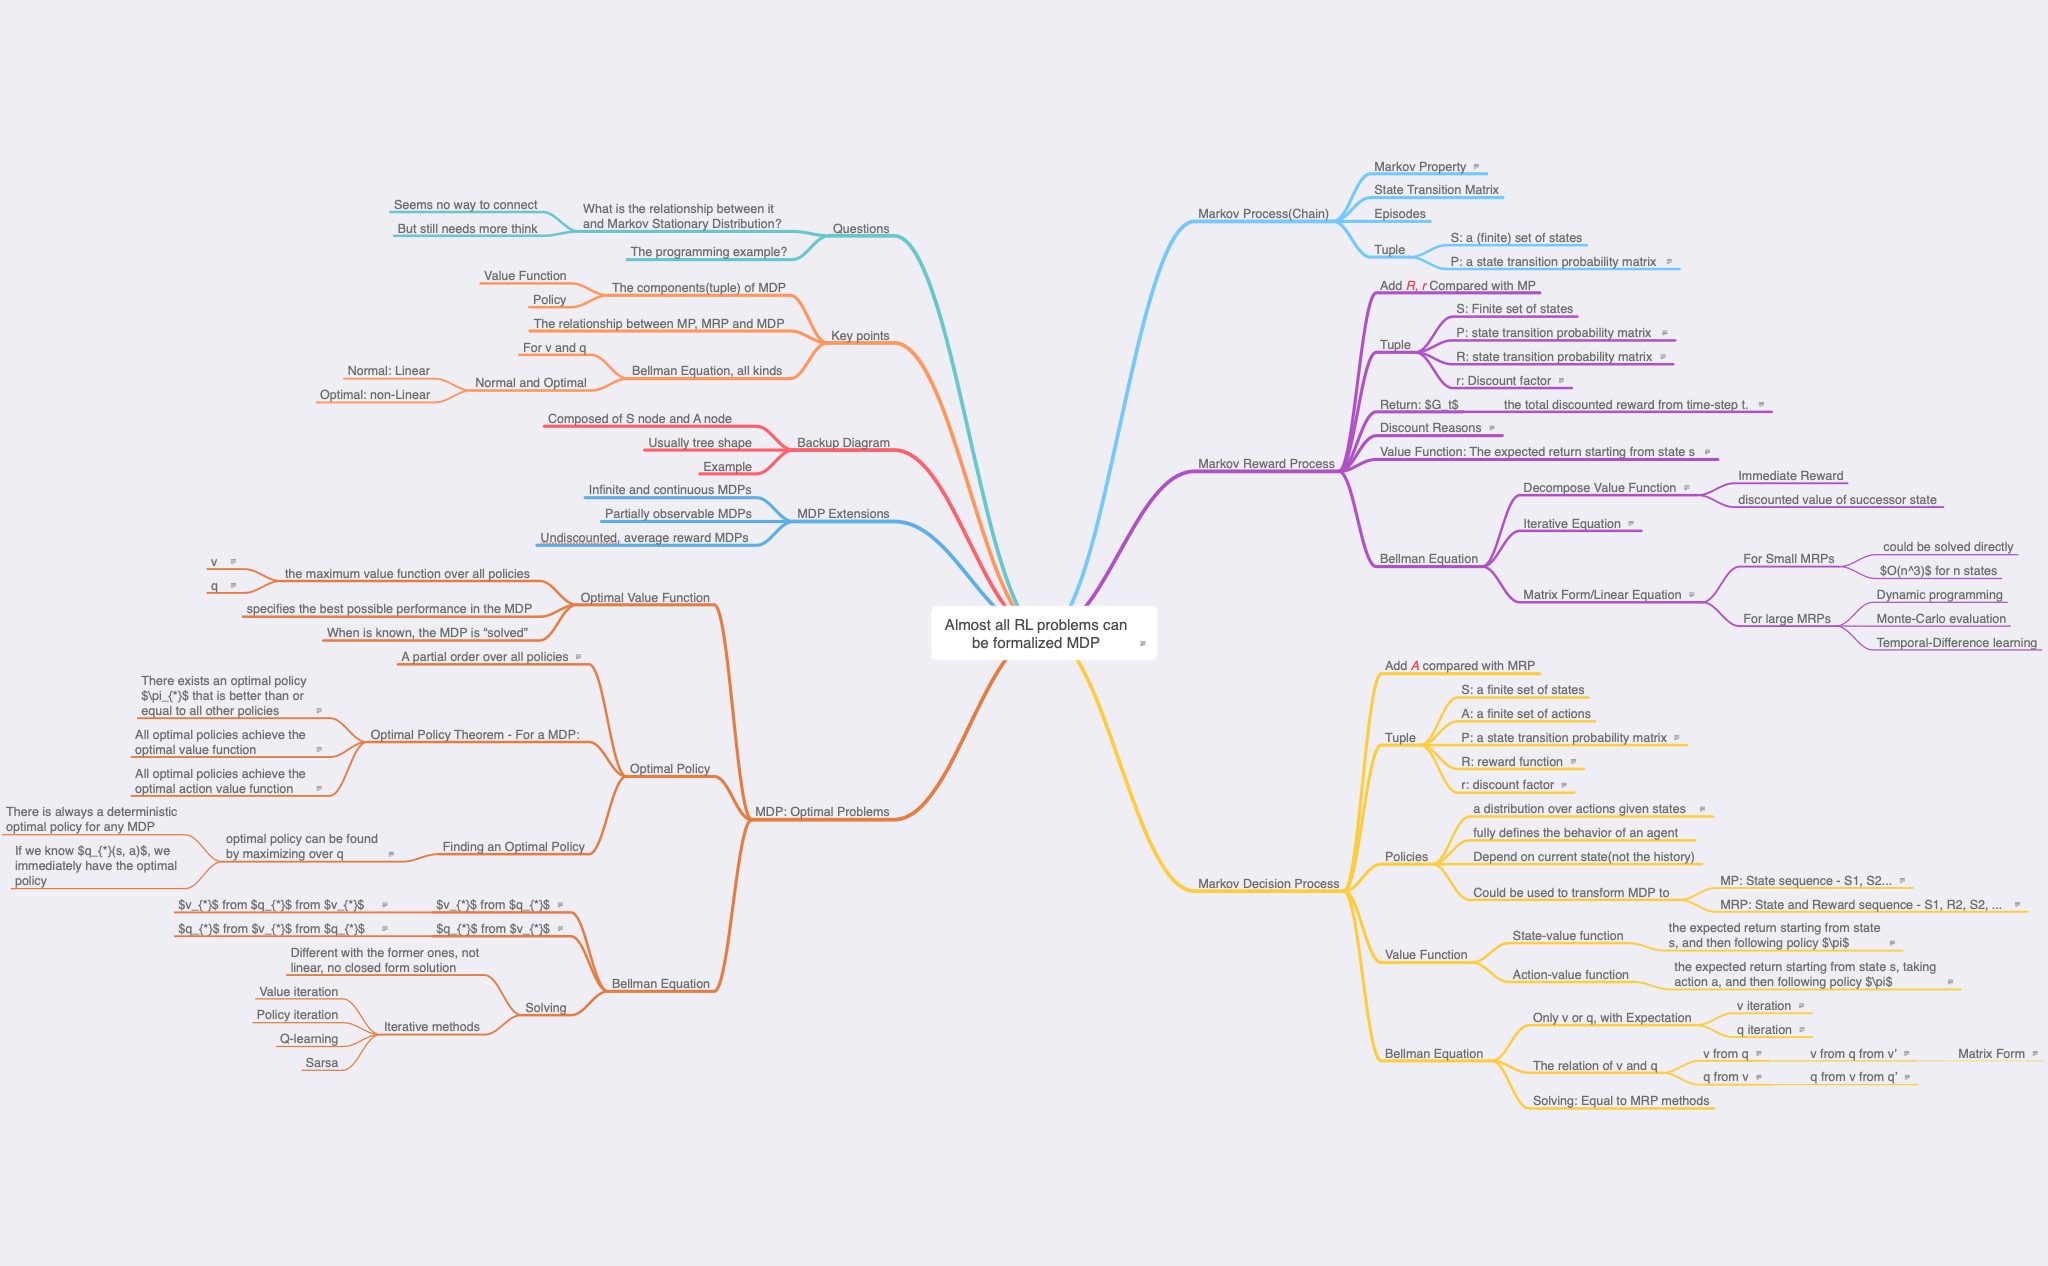 Almost all RL problems can
be formalized MDP
Markov Process(Chain)
Markov Property
State Transition Matrix
Episodes
Tuple
S: a (finite) set of states
P: a state transition probability matrix
Markov Reward Process
Add R, r Compared with MP
Tuple
S: Finite set of states
P: state transition probability matrix
R: state transition probability matrix
r: Discount factor
Return: $G_t$
the total discounted reward from time-step t.
Discount Reasons
Value Function: The expected return starting from state s
Bellman Equation
Decompose Value Function
Immediate Reward
discounted value of successor state
Iterative Equation
Matrix Form/Linear Equation
For Small MRPs
could be solved directly
$O(n^3)$ for n states
For large MRPs
Dynamic programming
Monte-Carlo evaluation
Temporal-Difference learning
Markov Decision Process
Add A compared with MRP
Tuple
S: a finite set of states
A: a finite set of actions
P: a state transition probability matrix
R: reward function
r: discount factor
Policies
a distribution over actions given states
fully defines the behavior of an agent
Depend on current state(not the history)
Could be used to transform MDP to
MP: State sequence - S1, S2...
MRP: State and Reward sequence - S1, R2, S2, ...
Value Function
State-value function
the expected return starting from state
s, and then following policy $\pi$
Action-value function
the expected return starting from state s, taking
action a, and then following policy $\pi$
Bellman Equation
Only v or q, with Expectation
v iteration
q iteration
The relation of v and q
v from q
v from q from v’
Matrix Form
q from v
q from v from q’
Solving: Equal to MRP methods
Questions
What is the relationship between it
and Markov Stationary Distribution?
Seems no way to connect
But still needs more think
The programming example?
Key points
The components(tuple) of MDP
Value Function
Policy
The relationship between MP, MRP and MDP
Bellman Equation, all kinds
For v and q
Normal and Optimal
Normal: Linear
Optimal: non-Linear
Backup Diagram
Composed of S node and A node
Usually tree shape
Example
MDP Extensions
Infinite and continuous MDPs
Partially observable MDPs
Undiscounted, average reward MDPs
MDP: Optimal Problems
Optimal Value Function
the maximum value function over all policies
v
q
specifies the best possible performance in the MDP
When is known, the MDP is “solved”
Optimal Policy
A partial order over all policies
Optimal Policy Theorem - For a MDP:
There exists an optimal policy
$\pi_{*}$ that is better than or
equal to all other policies
All optimal policies achieve the
optimal value function
All optimal policies achieve the
optimal action value function
Finding an Optimal Policy
optimal policy can be found
by maximizing over q
There is always a deterministic
optimal policy for any MDP
If we know $q_{*}(s, a)$, we
immediately have the optimal
policy
Bellman Equation
$v_{*}$ from $q_{*}$
$v_{*}$ from $q_{*}$ from $v_{*}$
$q_{*}$ from $v_{*}$
$q_{*}$ from $v_{*}$ from $q_{*}$
Solving
Different with the former ones, not
linear, no closed form solution
Iterative methods
Value iteration
Policy iteration
Q-learning
Sarsa